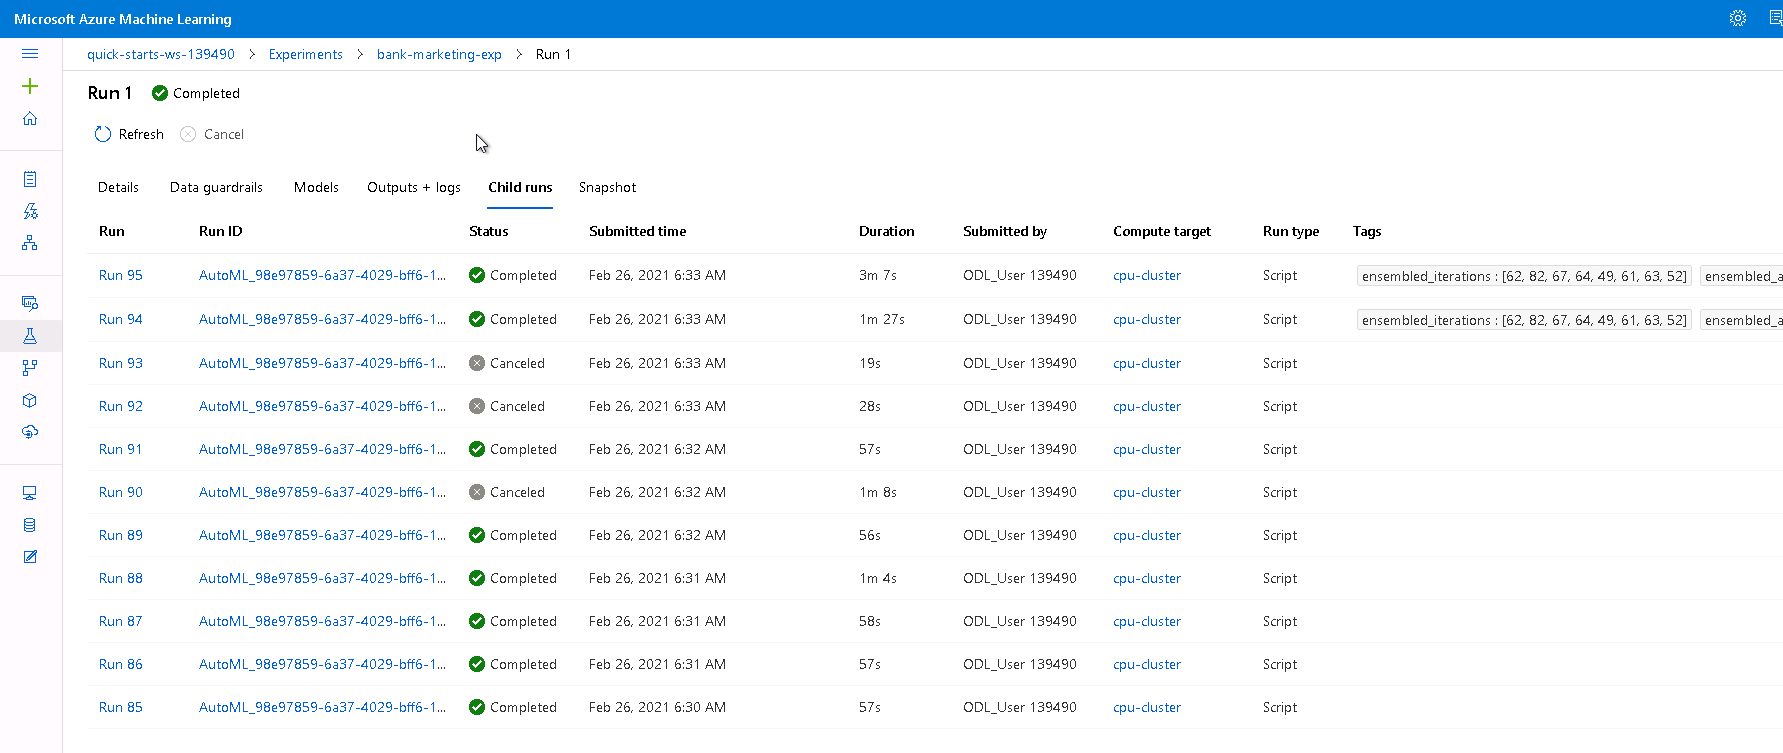 Microsoft Azure Machine Learning
quick-starts-ws-139490 > Experiments > bank-marketing-exp > Run 1
Run 1 Completed
Refresh Cancel
Details Data guardrails Models Outputs + logs Child runs Snapshot
Run Run ID Status Submitted time Duration Submitted by Compute target Run type Tags
Run 95 AutoML_98e97859-6a37-4029-bff6-1... Completed Feb 26, 2021 6:33 AM 3m 7s ODL_User 139490 cpu-cluster Script ensembled_iterations : [62, 82, 67, 64, 49, 61, 63, 52] ensembled_a
Run 94 AutoML_98e97859-6a37-4029-bff6-1... Completed Feb 26, 2021 6:33 AM 1m 27s ODL_User 139490 cpu-cluster Script ensembled_iterations : [62, 82, 67, 64, 49, 61, 63, 52] ensembled_a
Run 93 AutoML_98e97859-6a37-4029-bff6-1... Canceled Feb 26, 2021 6:33 AM 19s ODL_User 139490 cpu-cluster Script
Run 92 AutoML_98e97859-6a37-4029-bff6-1... Canceled Feb 26, 2021 6:33 AM 28s ODL_User 139490 cpu-cluster Script
Run 91 AutoML_98e97859-6a37-4029-bff6-1... Completed Feb 26, 2021 6:32 AM 57s ODL_User 139490 cpu-cluster Script
Run 90 AutoML_98e97859-6a37-4029-bff6-1... Canceled Feb 26, 2021 6:32 AM 1m 8s ODL_User 139490 cpu-cluster Script
Run 89 AutoML_98e97859-6a37-4029-bff6-1... Completed Feb 26, 2021 6:32 AM 56s ODL_User 139490 cpu-cluster Script
Run 88 AutoML_98e97859-6a37-4029-bff6-1... Completed Feb 26, 2021 6:31 AM 1m 4s ODL_User 139490 cpu-cluster Script
Run 87 AutoML_98e97859-6a37-4029-bff6-1... Completed Feb 26, 2021 6:31 AM 58s ODL_User 139490 cpu-cluster Script
Run 86 AutoML_98e97859-6a37-4029-bff6-1... Completed Feb 26, 2021 6:31 AM 57s ODL_User 139490 cpu-cluster Script
Run 85 AutoML_98e97859-6a37-4029-bff6-1... Completed Feb 26, 2021 6:30 AM 57s ODL_User 139490 cpu-cluster Script